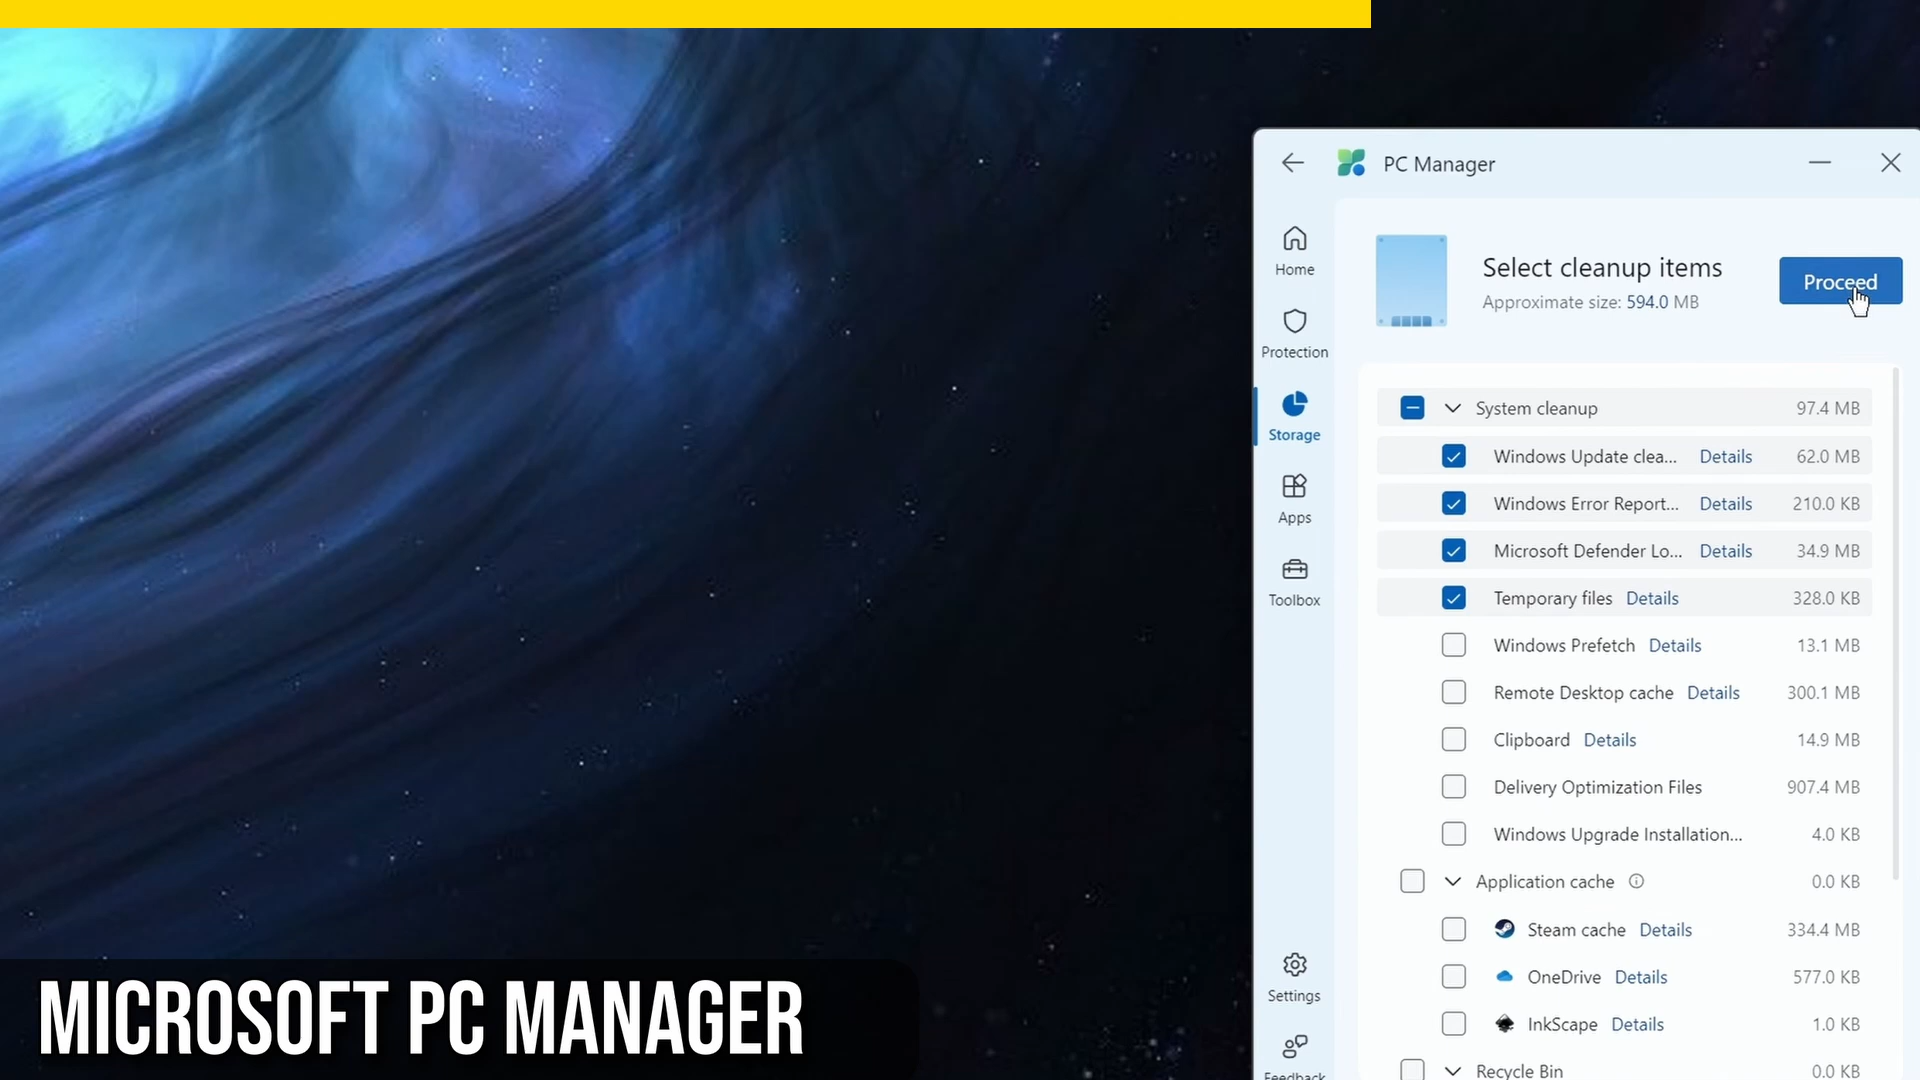 PC Manager
Select cleanup items
Approximate size: 594.0 MB
Proceed
Home
Protection
Storage
Apps
Toolbox
Settings
Feedback
System cleanup 97.4 MB
Windows Update clea... Details 62.0 MB
Windows Error Report... Details 210.0 KB
Microsoft Defender Lo... Details 34.9 MB
Temporary files Details 328.0 KB
Windows Prefetch Details 13.1 MB
Remote Desktop cache Details 300.1 MB
Clipboard Details 14.9 MB
Delivery Optimization Files 907.4 MB
Windows Upgrade Installation... 4.0 KB
Application cache 0.0 KB
Steam cache Details 334.4 MB
OneDrive Details 577.0 KB
InkScape Details 1.0 KB
Recycle Bin 0.0 KB
MICROSOFT PC MANAGER